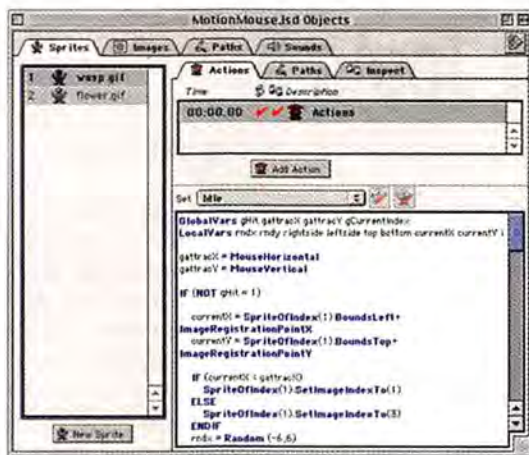 MotionMouse.lsd Objects
Sprites Images Paths Sounds
1 wasp.gif
2 flower.gif
New Sprite
Actions Paths Inspect
Time Description
00:00.00 Actions
Add Action
Set Idle
GlobalVars gHit gattracX gattracY gCurrentIndex
LocalVars rndx rndy rightside leftside top bottom currentX currentY
gattracX = MouseHorizontal
gattracY = MouseVertical
IF (NOT gHit = 1)
currentX = SpriteOfIndex(1).BoundsLeft+
ImageRegistrationPointX
currentY = SpriteOfIndex(1).BoundsTop+
ImageRegistrationPointY
IF (currentX < gattracX)
SpriteOfIndex(1).SetImageIndexTo(1)
ELSE
SpriteOfIndex(1).SetImageIndexTo(3)
ENDIF
rndx = Random (-6,6)